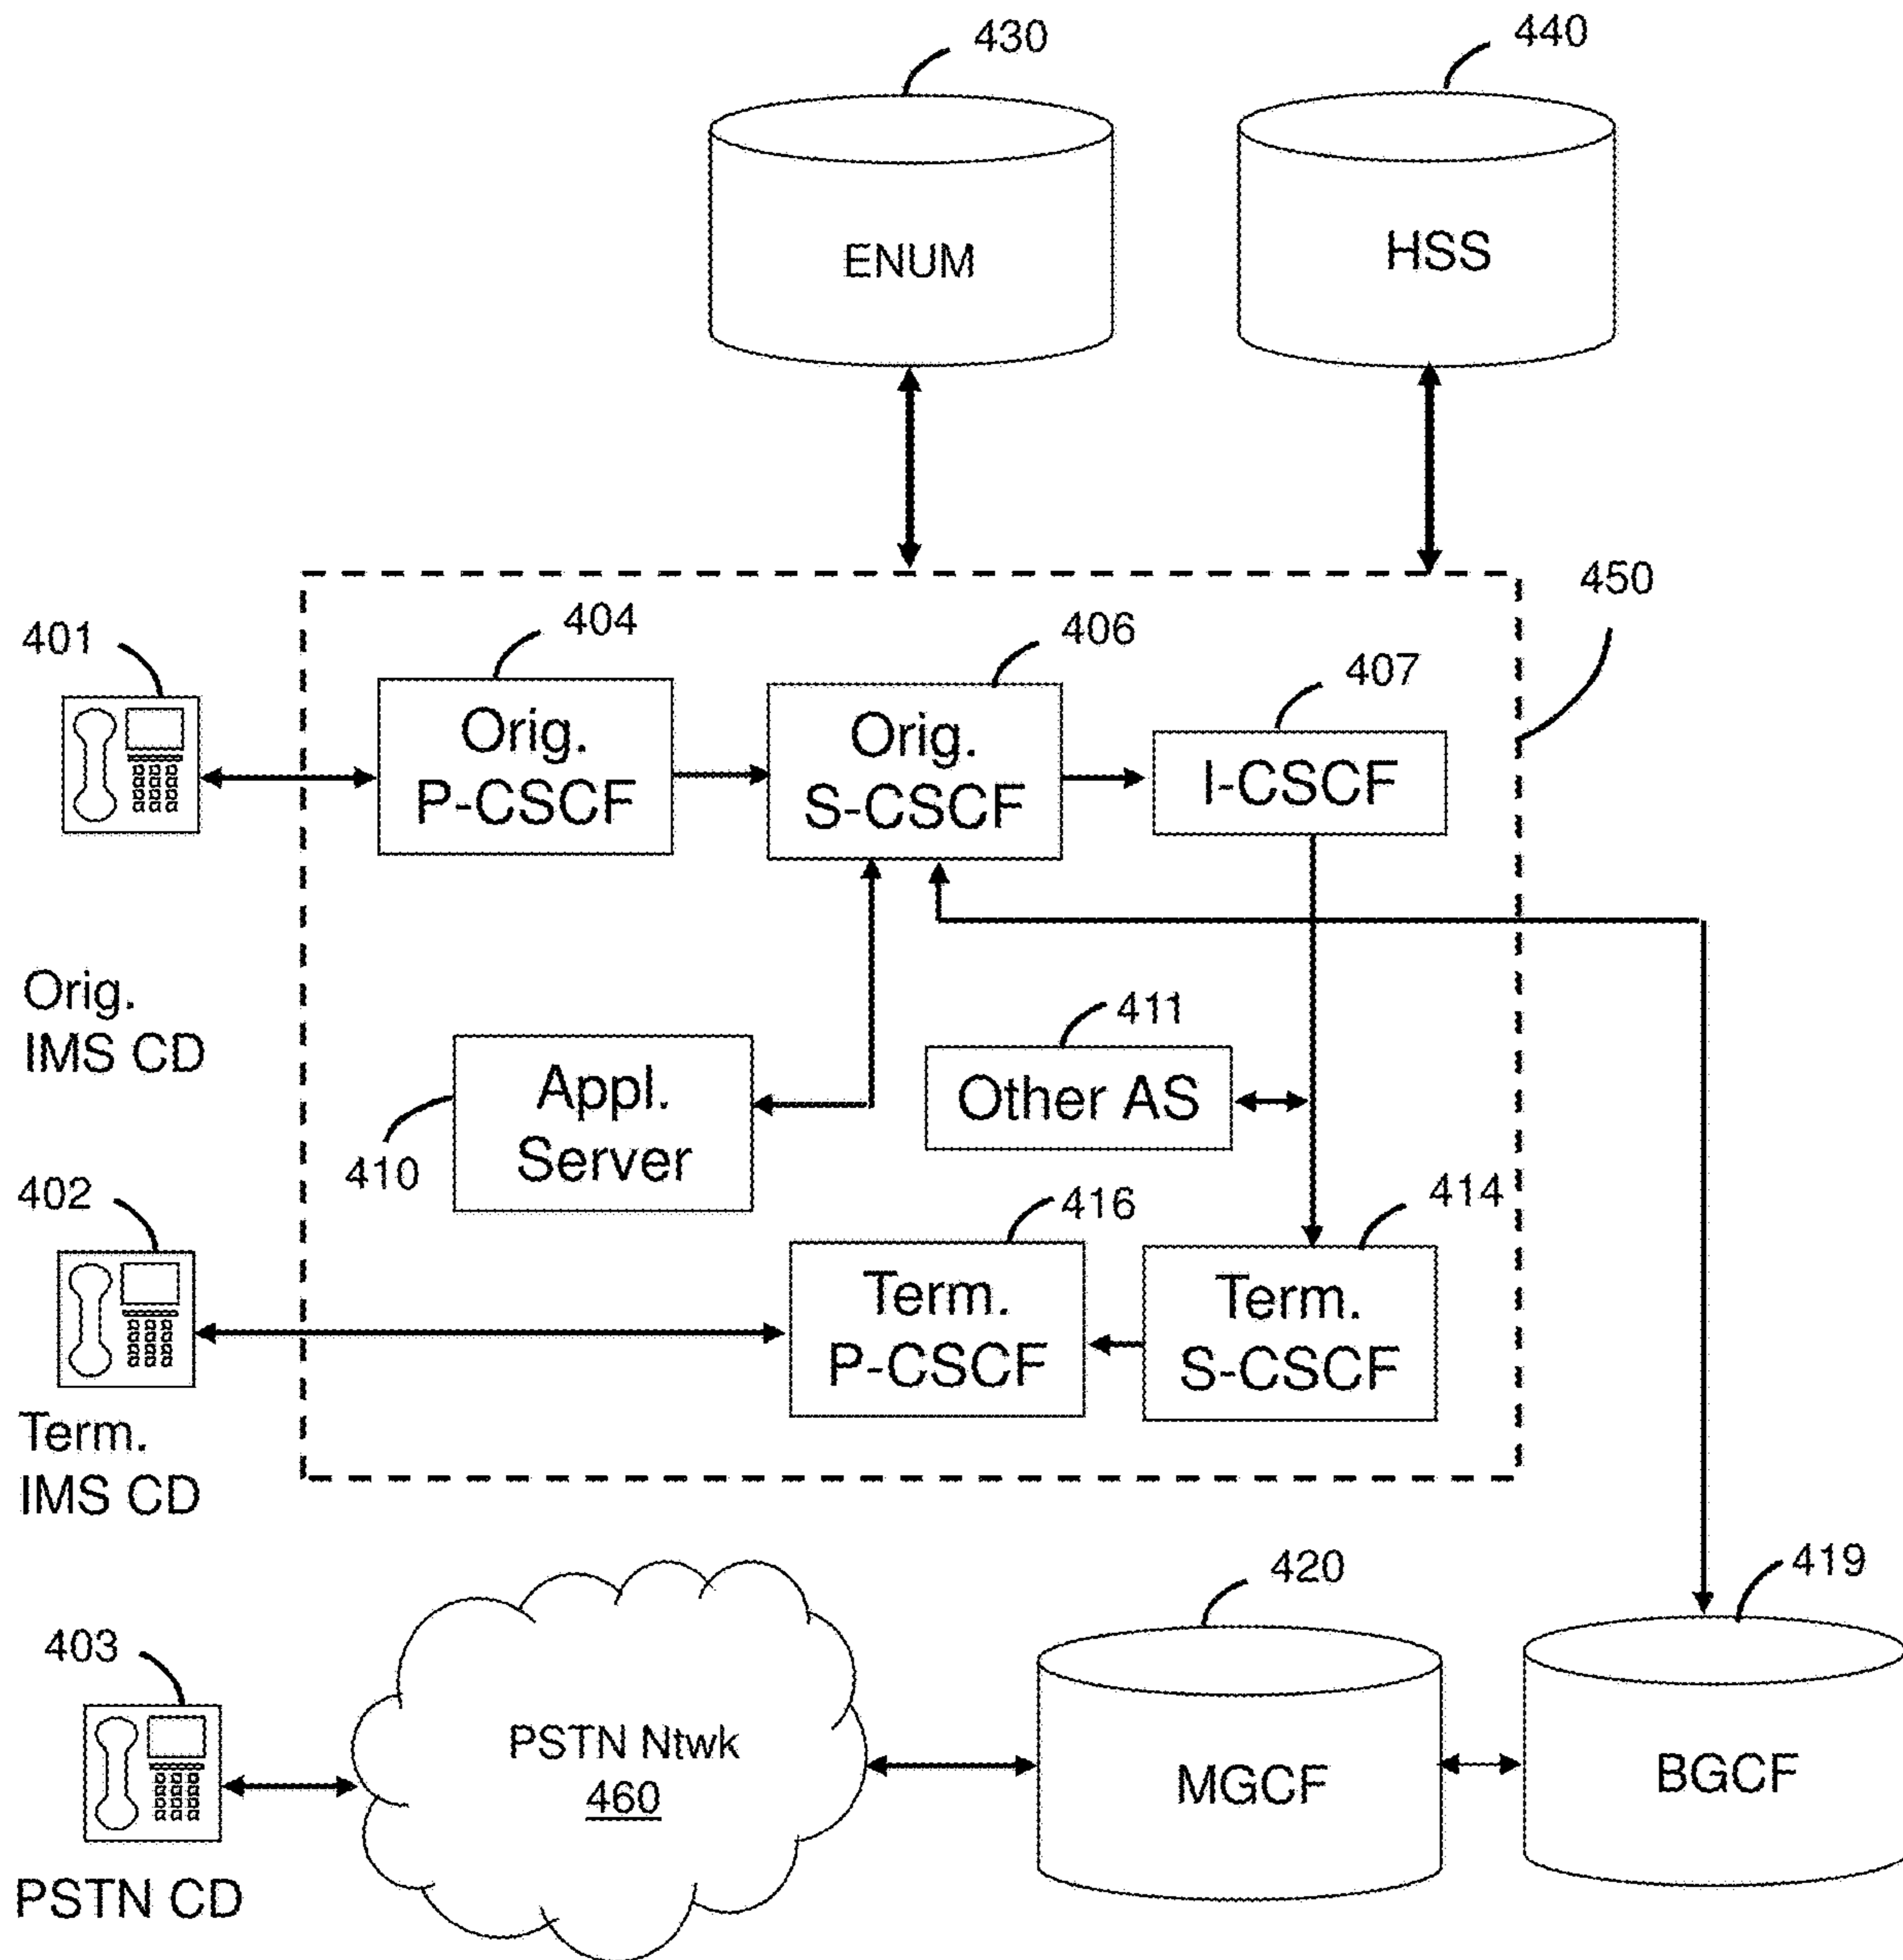 430
440
ENUM
HSS
450
401
404
406
407
Orig.
P-CSCF
Orig.
S-CSCF
I-CSCF
Orig.
IMS CD
411
Other AS
Appl.
Server
410
402
416
414
Term.
P-CSCF
Term.
S-CSCF
Term.
IMS CD
403
420
419
PSTN Ntwk
460
MGCF
BGCF
PSTN CD